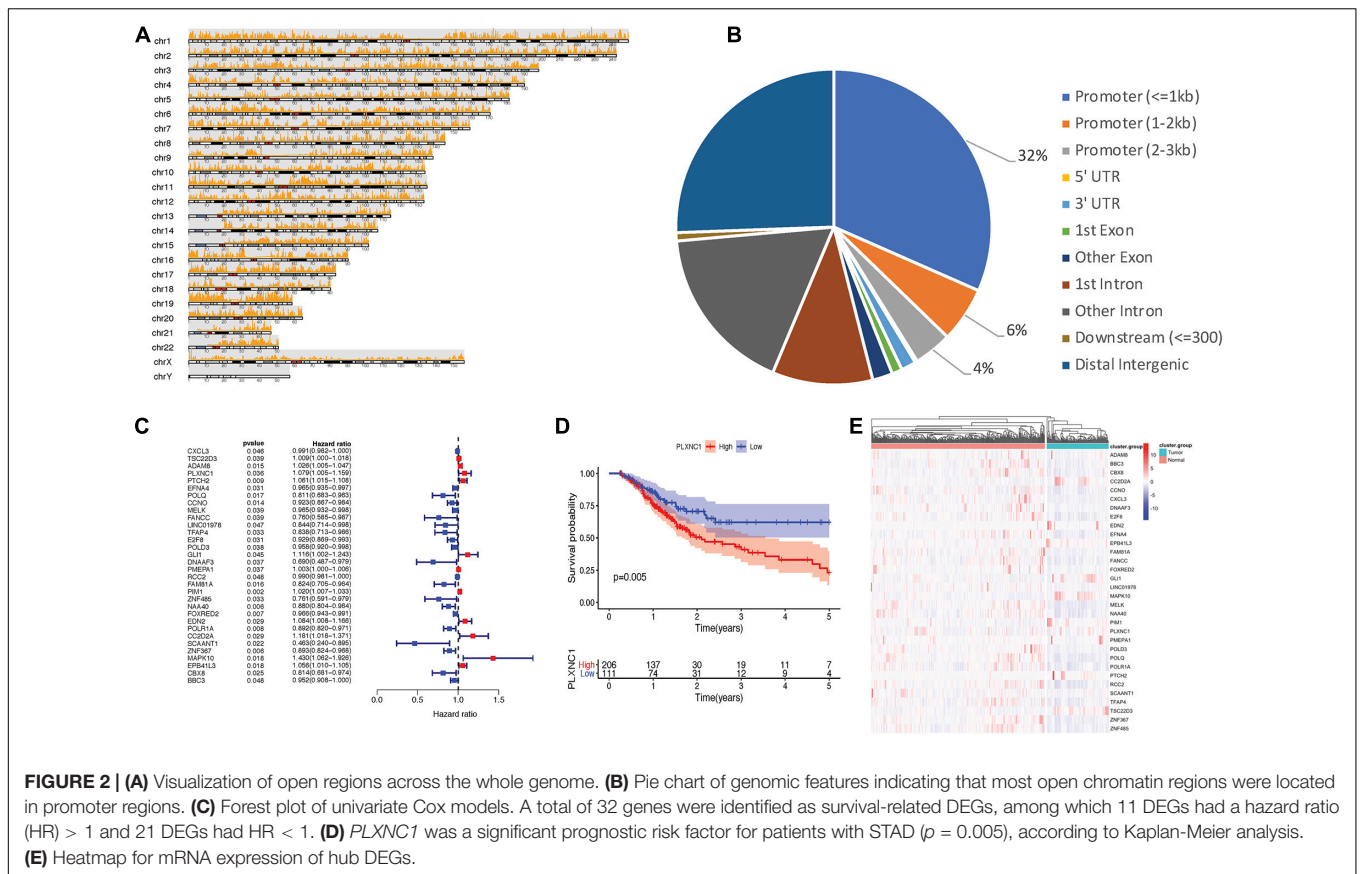 A
chr1
chr2
chr3
chr4
chr5
chr6
chr7
chr8
chr9
chr10
chr11
chr12
chr13
chr14
chr15
chr16
chr17
chr18
chr19
chr20
chr21
chr22
chrX
chrY
B
32%
6%
4%
Promoter (<=1kb)
Promoter (1-2kb)
Promoter (2-3kb)
5' UTR
3' UTR
1st Exon
Other Exon
1st Intron
Other Intron
Downstream (<=300)
Distal Intergenic
C
pvalue Hazard ratio
CXCL3 0.046 0.991(0.982−1.000)
TSC22D3 0.039 1.009(1.000−1.018)
ADAM8 0.015 1.026(1.005−1.047)
PLXNC1 0.036 1.079(1.005−1.159)
PTCH2 0.009 1.061(1.015−1.108)
EFNA4 0.031 0.965(0.935−0.997)
POLQ 0.017 0.811(0.683−0.963)
CCNO 0.014 0.923(0.867−0.984)
MELK 0.039 0.965(0.932−0.998)
FANCC 0.039 0.760(0.585−0.987)
LINC01978 0.047 0.844(0.714−0.998)
TFAP4 0.033 0.838(0.713−0.986)
E2F8 0.031 0.929(0.869−0.993)
POLD3 0.038 0.958(0.920−0.998)
GLI1 0.045 1.116(1.002−1.243)
DNAAF3 0.037 0.690(0.487−0.979)
PMEPA1 0.037 1.003(1.000−1.006)
RCC2 0.048 0.990(0.981−1.000)
FAM81A 0.016 0.824(0.705−0.964)
PIM1 0.002 1.020(1.007−1.033)
ZNF485 0.033 0.761(0.591−0.979)
NAA40 0.006 0.880(0.804−0.964)
FOXRED2 0.007 0.966(0.943−0.991)
EDN2 0.029 1.084(1.008−1.166)
POLR1A 0.008 0.892(0.820−0.971)
CC2D2A 0.029 1.181(1.018−1.371)
SCAANT1 0.022 0.463(0.240−0.895)
ZNF367 0.008 0.893(0.824−0.968)
MAPK10 0.018 1.430(1.062−1.926)
EPB41L3 0.018 1.056(1.010−1.105)
CBX8 0.025 0.814(0.681−0.974)
BBC3 0.048 0.952(0.906−1.000)
0.0 0.5 1.0 1.5
Hazard ratio
D
PLXNC1 High Low
1.00
0.75
0.50
0.25
0.00
Survival probability
p=0.005
0 1 2 3 4 5
Time(years)
PLXNC1
High 206 137 30 19 11 7
Low 111 74 31 12 9 4
0 1 2 3 4 5
Time(years)
E
cluster.group
ADAM8
BBC3
CBX8
CC2D2A
CCNO
CXCL3
DNAAF3
E2F8
EDN2
EFNA4
EPB41L3
FAM81A
FANCC
FOXRED2
GLI1
LINC01978
MAPK10
MELK
NAA40
PIM1
PLXNC1
PMEPA1
POLD3
POLQ
POLR1A
PTCH2
RCC2
SCAANT1
TFAP4
TSC22D3
ZNF367
ZNF485
10
5
0
-5
-10
cluster.group
Tumor
Normal
FIGURE 2 | (A) Visualization of open regions across the whole genome. (B) Pie chart of genomic features indicating that most open chromatin regions were located
in promoter regions. (C) Forest plot of univariate Cox models. A total of 32 genes were identified as survival-related DEGs, among which 11 DEGs had a hazard ratio
(HR) > 1 and 21 DEGs had HR < 1. (D) PLXNC1 was a significant prognostic risk factor for patients with STAD (p = 0.005), according to Kaplan-Meier analysis.
(E) Heatmap for mRNA expression of hub DEGs.